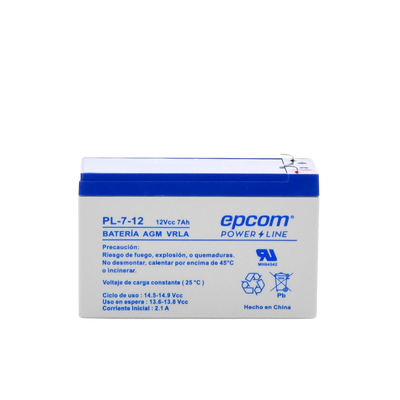 PL-7-12 12Vcc 7Ah
BATERÍA AGM VRLA
epcom®
POWER LINE
Precaución:
Riesgo de fuego, explosión, o quemaduras.
No desmontar, calentar por encima de 45°C
o incinerar.
Voltaje de carga constante ( 25 °C )
Ciclo de uso : 14.5-14.9 Vcc
Uso en espera : 13.6-13.8 Vcc
Corriente Inicial : 2.1 A
MH64042
Pb
Hecho en China